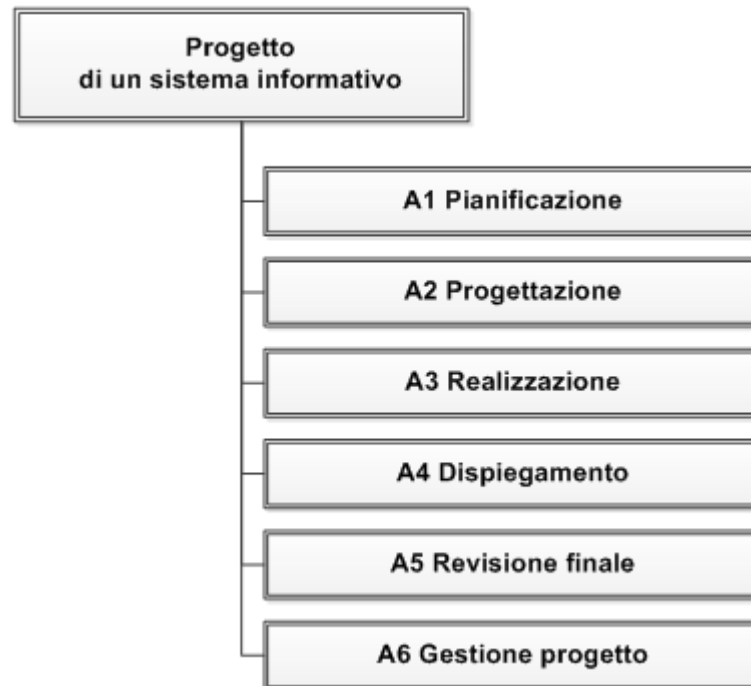 Progetto
di un sistema informativo
A1 Pianificazione
A2 Progettazione
A3 Realizzazione
A4 Dispiegamento
A5 Revisione finale
A6 Gestione progetto